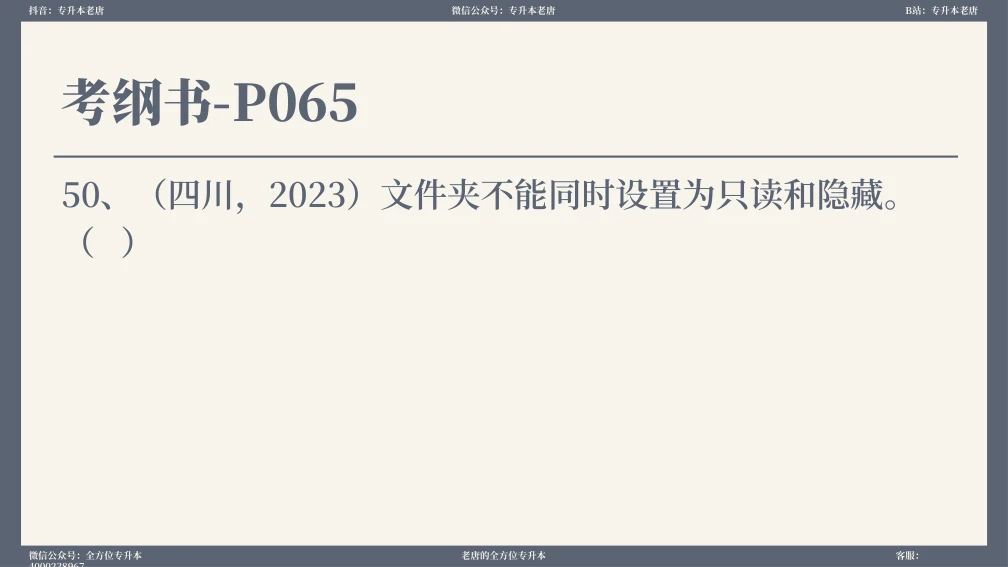 抖音：专升本老唐
微信公众号：专升本老唐
B站：专升本老唐
考纲书-P065
50、（四川，2023）文件夹不能同时设置为只读和隐藏。
（ ）
微信公众号：全方位专升本
老唐的全方位专升本
客服：
4000238967